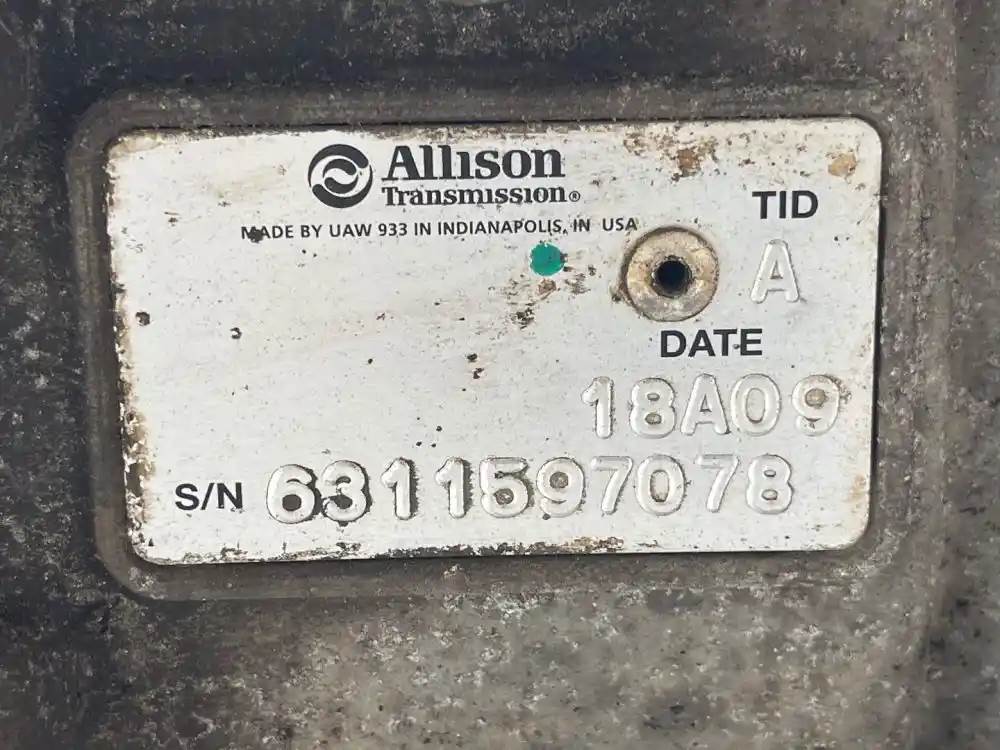 Allison
Transmission®
MADE BY UAW 933 IN INDIANAPOLIS, IN USA
TID
A
DATE
18A09
S/N 6311597078